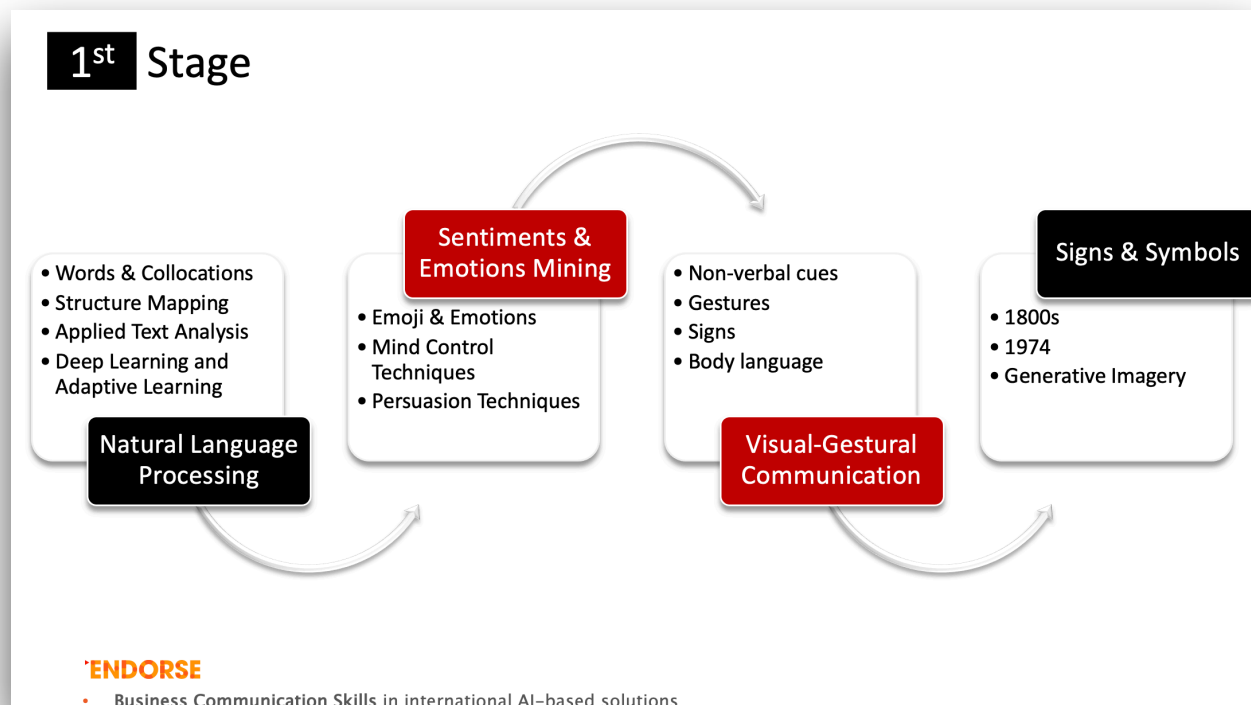 1st Stage
• Words & Collocations
• Structure Mapping
• Applied Text Analysis
• Deep Learning and
Adaptive Learning
Natural Language
Processing
Sentiments &
Emotions Mining
• Emoji & Emotions
• Mind Control
Techniques
• Persuasion Techniques
• Non-verbal cues
• Gestures
• Signs
• Body language
Visual-Gestural
Communication
Signs & Symbols
• 1800s
• 1974
• Generative Imagery
ENDORSE
• Business Communication Skills in international AI-based solutions